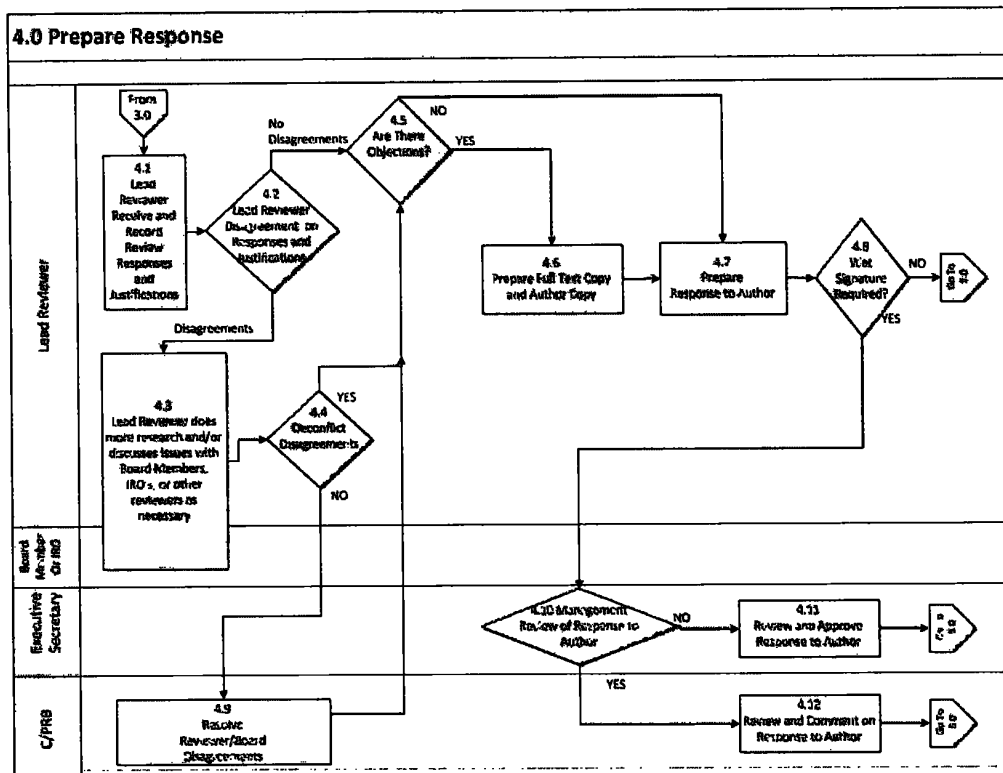 4.0 Prepare Response
Lead Reviewer
From
3.0
4.1
Lead
Reviewer
Receive and
Record
Review
Responses
and
Justifications
4.2
Lead Reviewer
Disagreement on
Responses and
Justifications
No
Disagreements
Disagreements
4.3
Lead Reviewer does
more research and/or
discusses issues with
Board Members,
IRO's, or other
reviewers as
necessary
4.4
Deconflict
Disagreements
YES
NO
4.5
Are There
Objections?
NO
YES
4.6
Prepare Full Text Copy
and Author Copy
4.7
Prepare
Response to Author
4.8
Wet
Signature
Required?
NO
YES
Go To
Board
Member
Or IRO
Executive
Secretary
4.10 Management
Review of Response to
Author
NO
YES
4.11
Review and Approve
Response to Author
C/PRB
4.9
Resolve
Reviewer/Board
Disagreements
4.12
Review and Comment on
Response to Author
Go To